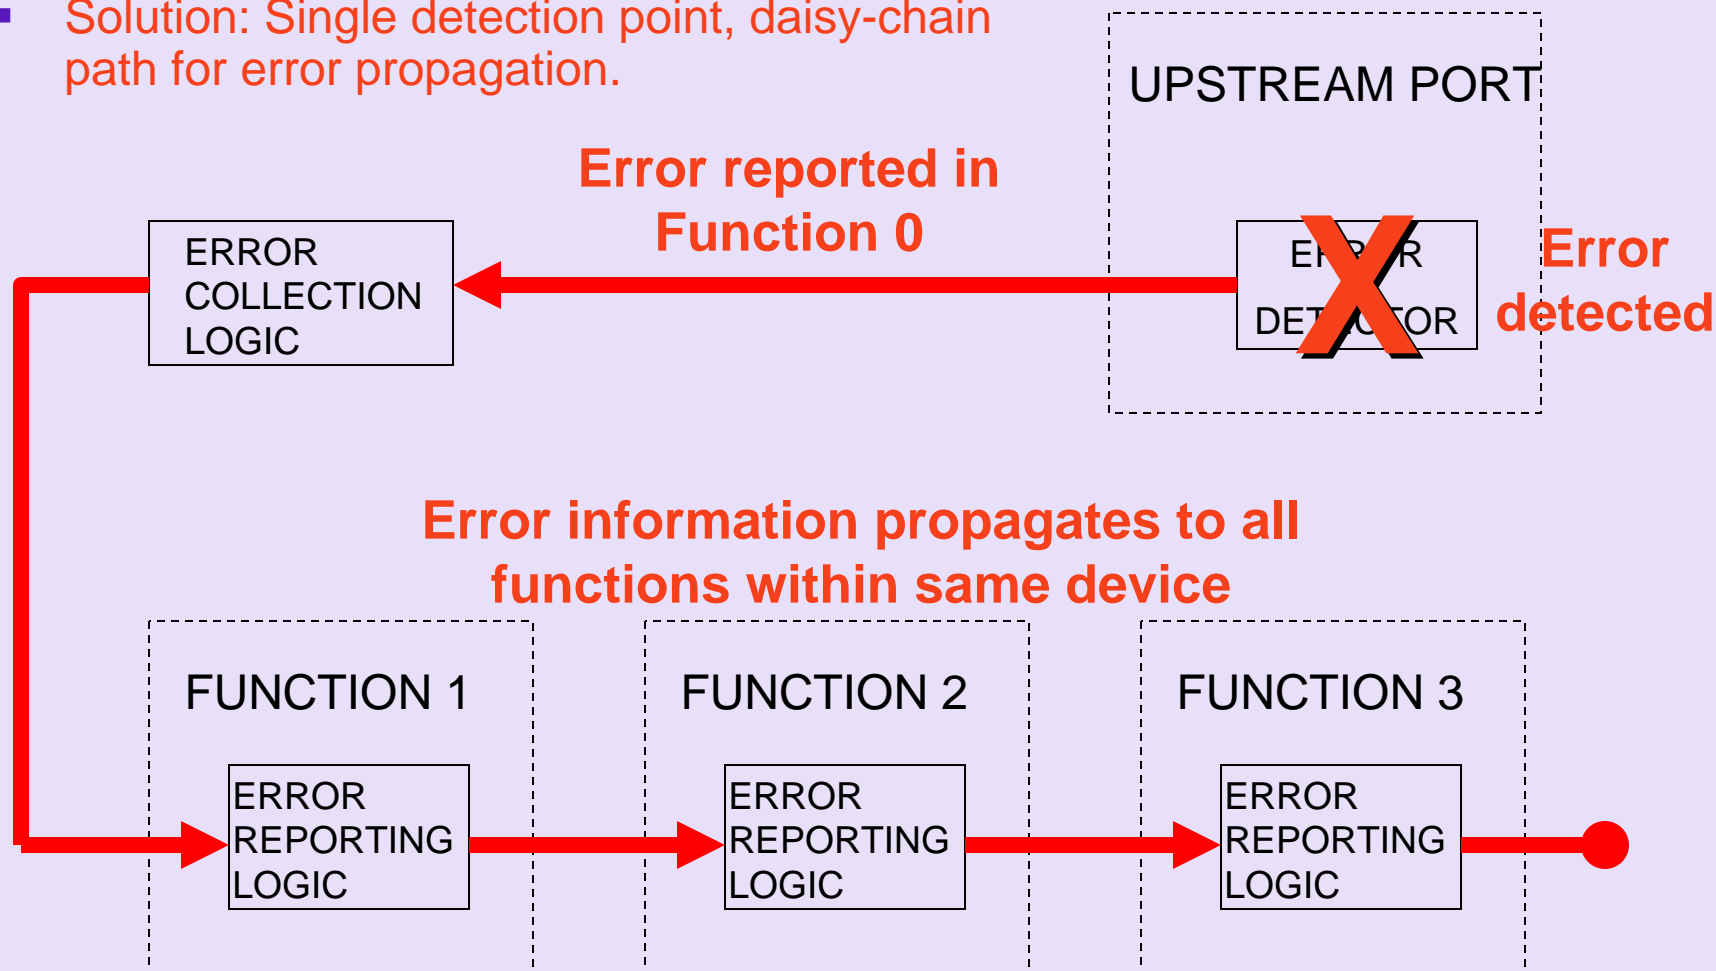 Solution: Single detection point, daisy-chain
path for error propagation.
UPSTREAM PORT
Error reported in
Function 0
ERROR
COLLECTION
LOGIC
ERROR
DETECTOR
X
Error
detected
Error information propagates to all
functions within same device
FUNCTION 1
FUNCTION 2
FUNCTION 3
ERROR
REPORTING
LOGIC
ERROR
REPORTING
LOGIC
ERROR
REPORTING
LOGIC